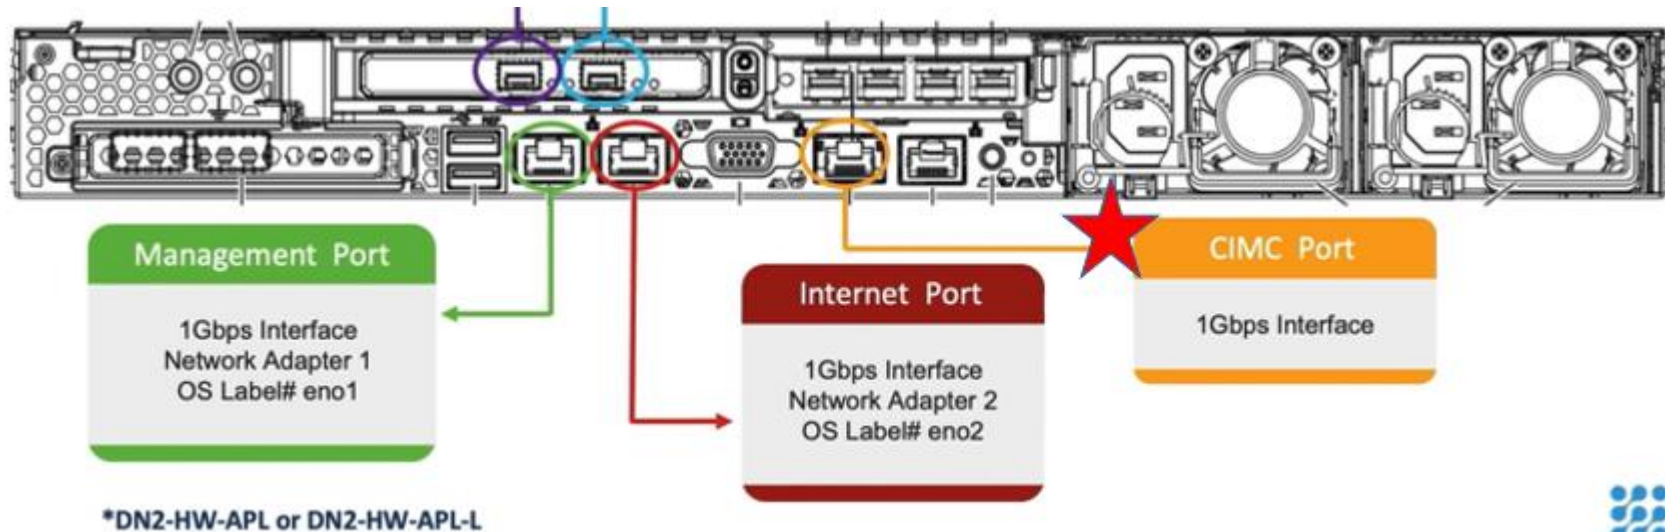 Management Port
1Gbps Interface
Network Adapter 1
OS Label# eno1
Internet Port
1Gbps Interface
Network Adapter 2
OS Label# eno2
CIMC Port
1Gbps Interface
*DN2-HW-APL or DN2-HW-APL-L